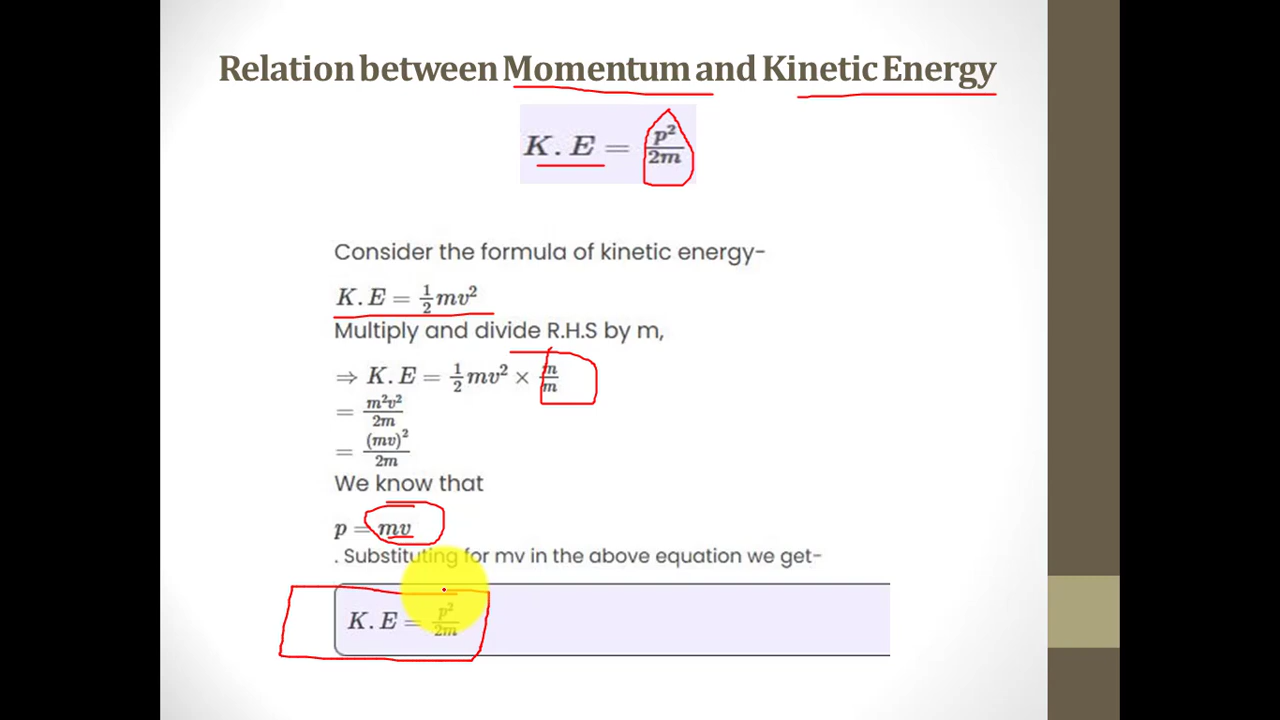 Relation between Momentum and Kinetic Energy
K.E = p²/2m
Consider the formula of kinetic energy-
K.E = ½mv²
Multiply and divide R.H.S by m,
⇒ K.E = ½mv² × m/m
= m²v²/2m
= (mv)²/2m
We know that
p = mv
. Substituting for mv in the above equation we get-
K.E = p²/2m